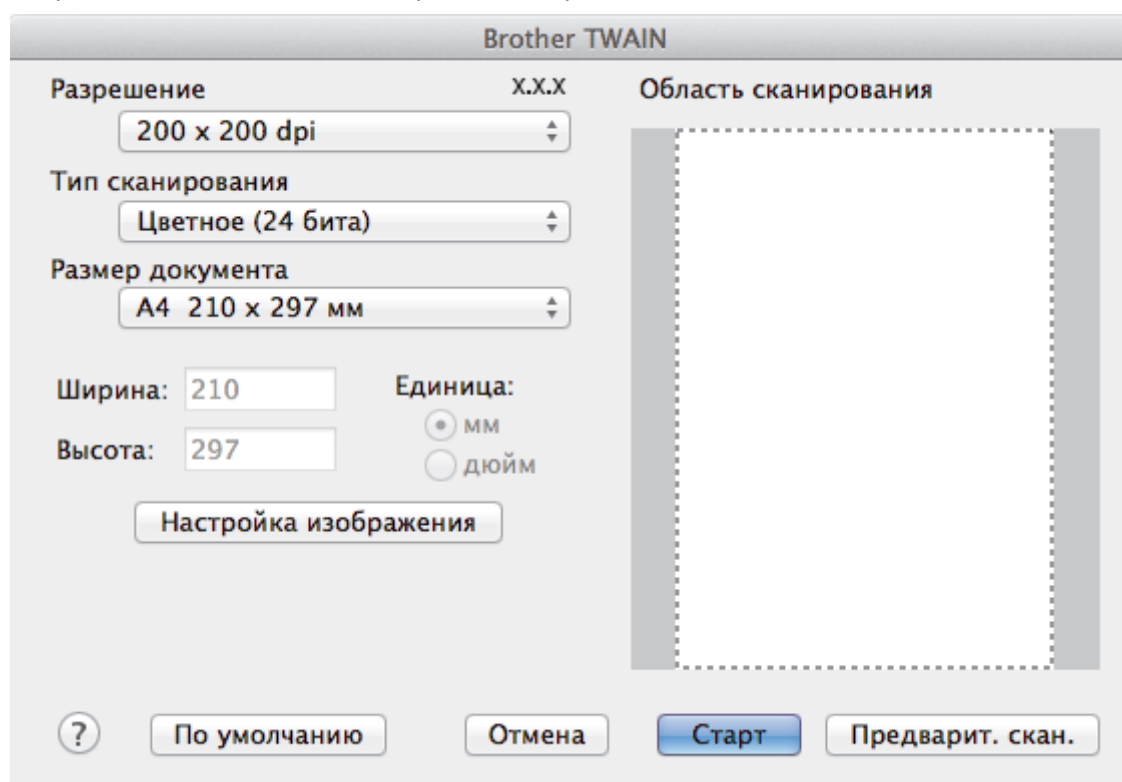 Brother TWAIN
Разрешение X.X.X
200 x 200 dpi
Тип сканирования
Цветное (24 бита)
Размер документа
A4 210 x 297 мм
Ширина: 210
Высота: 297
Единица:
мм
дюйм
Настройка изображения
Область сканирования
? По умолчанию Отмена Старт Предварит. скан.